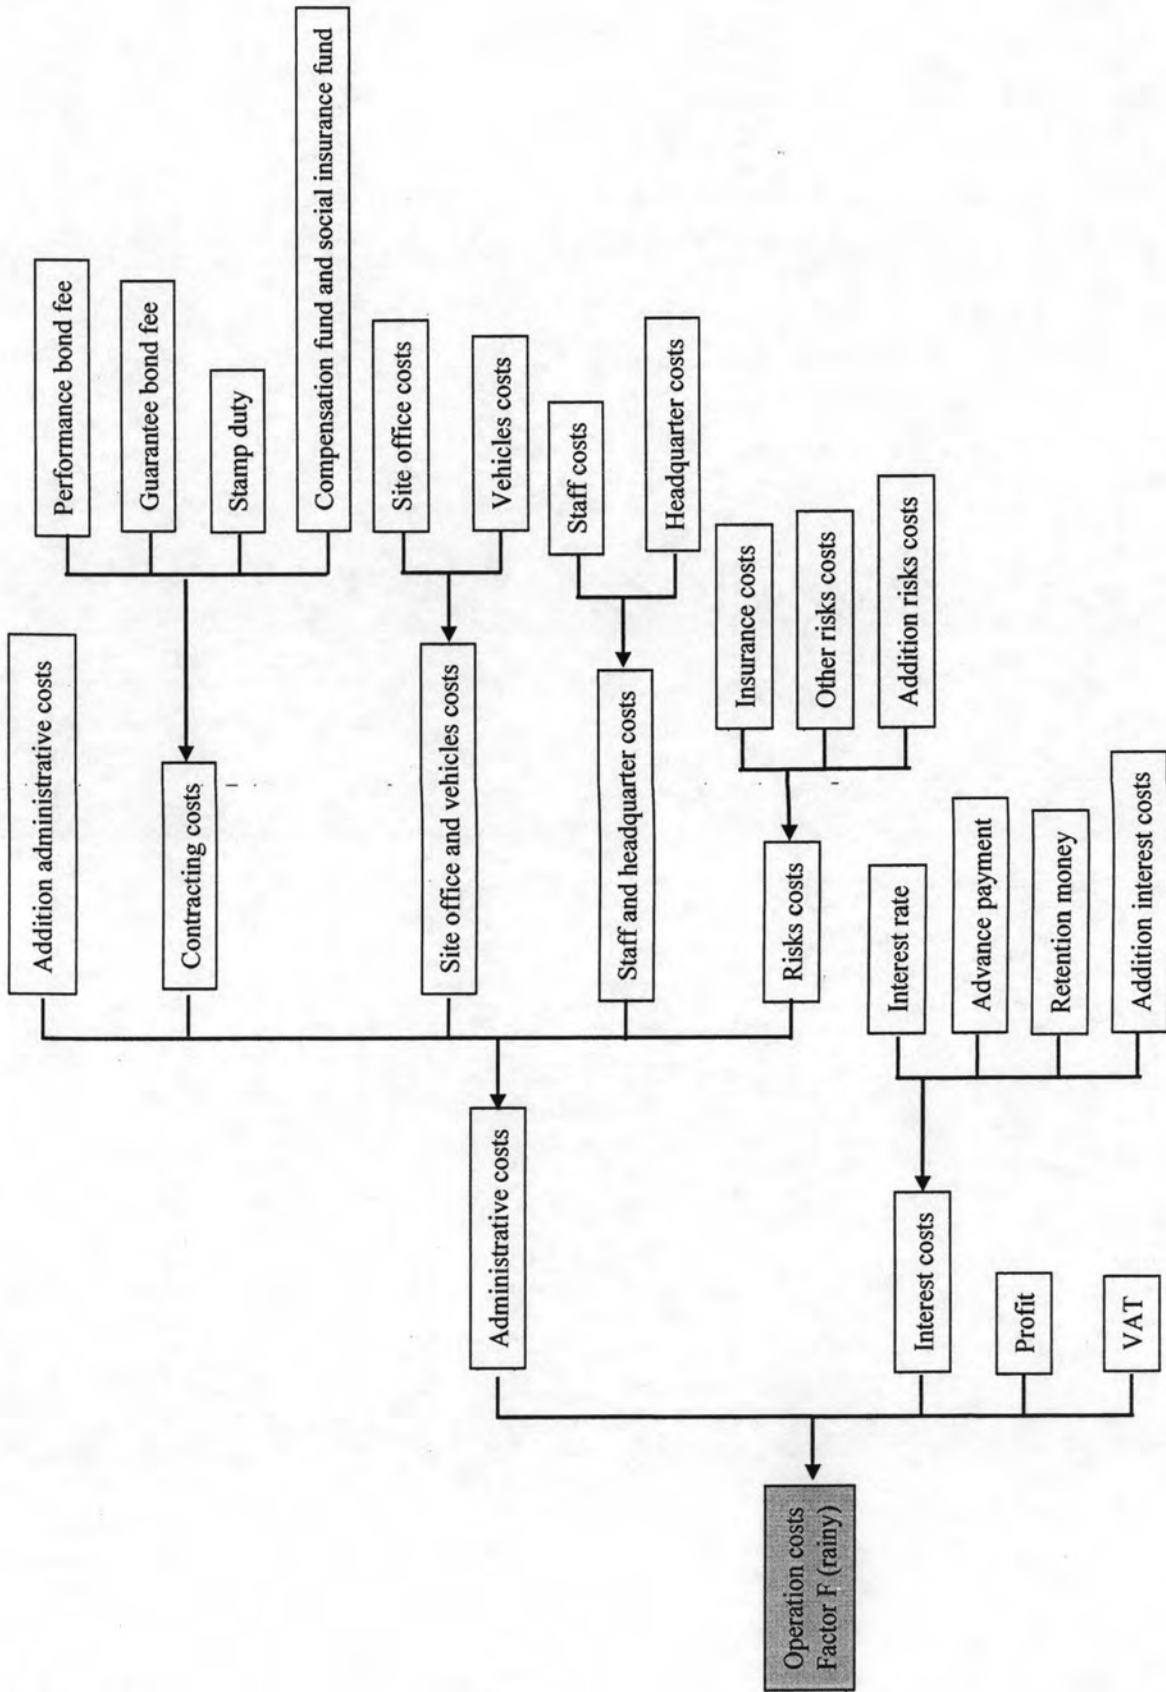 Addition administrative costs
Contracting costs
Performance bond fee
Guarantee bond fee
Stamp duty
Compensation fund and social insurance fund
Site office and vehicles costs
Site office costs
Vehicles costs
Staff and headquarter costs
Staff costs
Headquarter costs
Risks costs
Insurance costs
Other risks costs
Addition risks costs
Administrative costs
Interest costs
Interest rate
Advance payment
Retention money
Addition interest costs
Profit
VAT
Operation costs
Factor F (rainy)